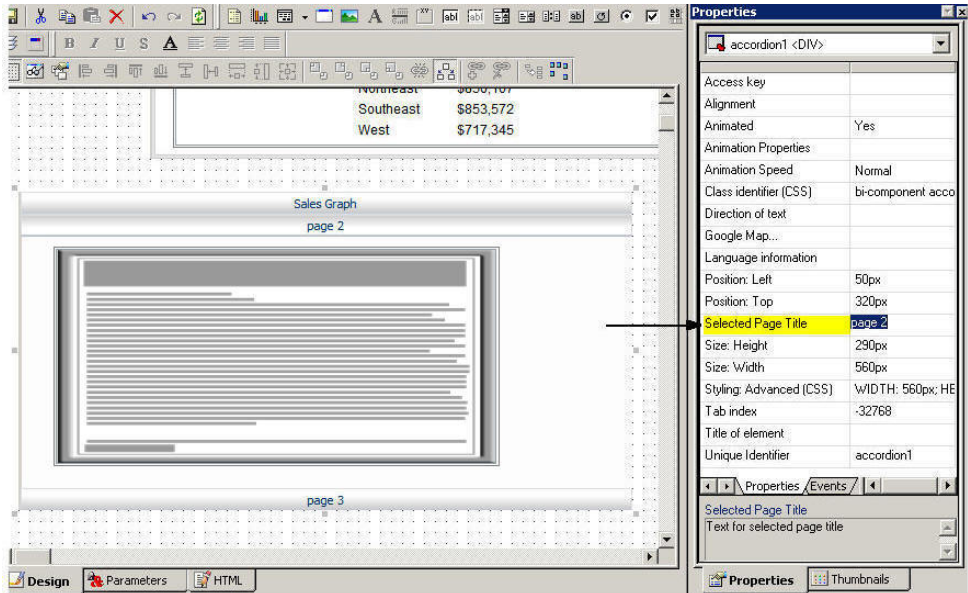 Properties
accordion1 <DIV>
B I U S A
Southeast $853,572
West $717,345
Sales Graph
page 2
page 3
Access key
Alignment
Animated Yes
Animation Properties
Animation Speed Normal
Class identifier (CSS) bi-component acco
Direction of text
Google Map...
Language information
Position: Left 50px
Position: Top 320px
Selected Page Title page 2
Size: Height 290px
Size: Width 560px
Styling: Advanced (CSS) WIDTH: 560px; HE
Tab index -32768
Title of element
Unique Identifier accordion1
Properties Events
Selected Page Title
Text for selected page title
Design Parameters HTML
Properties Thumbnails